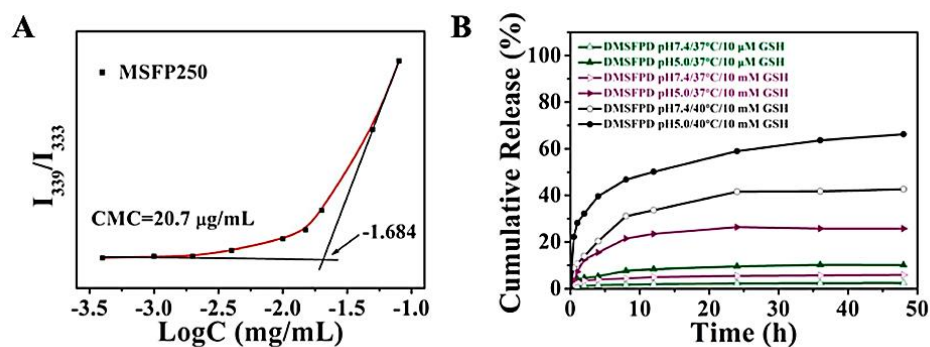 A
MSFP250
I339/I333
CMC=20.7 μg/mL
-1.684
-3.5 -3.0 -2.5 -2.0 -1.5 -1.0
LogC (mg/mL)
B
Cumulative Release (%)
100
80
60
40
20
0
DMSFPD pH7.4/37°C/10 μM GSH
DMSFPD pH5.0/37°C/10 μM GSH
DMSFPD pH7.4/37°C/10 mM GSH
DMSFPD pH5.0/37°C/10 mM GSH
DMSFPD pH7.4/40°C/10 mM GSH
DMSFPD pH5.0/40°C/10 mM GSH
0 10 20 30 40 50
Time (h)